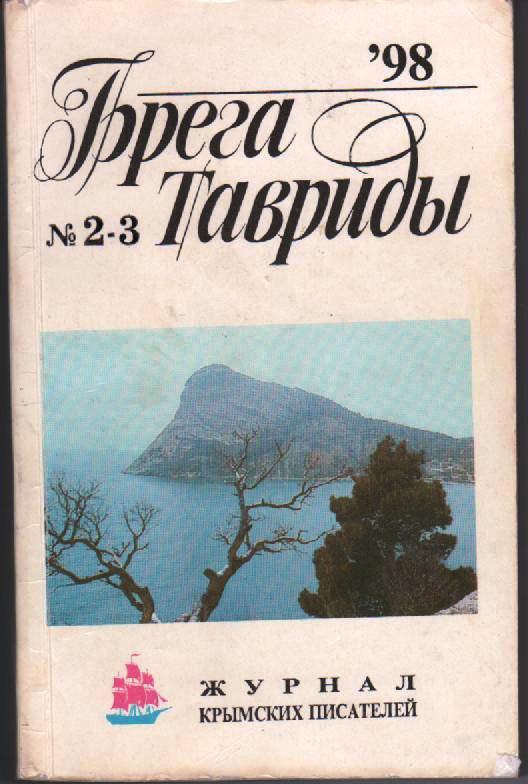 '98
Брега
Тавриды
№ 2-3
ЖУРНАЛ
КРЫМСКИХ ПИСАТЕЛЕЙ